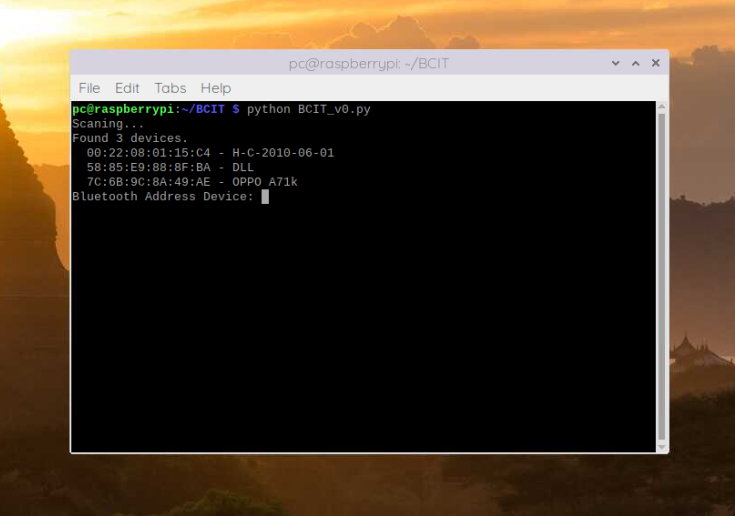 pc@raspberrypi: ~/BCIT
File Edit Tabs Help
pc@raspberrypi:~/BCIT $ python BCIT_v0.py
Scaning...
Found 3 devices.
00:22:08:01:15:C4 - H-C-2010-06-01
58:85:E9:88:8F:BA - DLL
7C:6B:9C:8A:49:AE - OPPO A71k
Bluetooth Address Device: